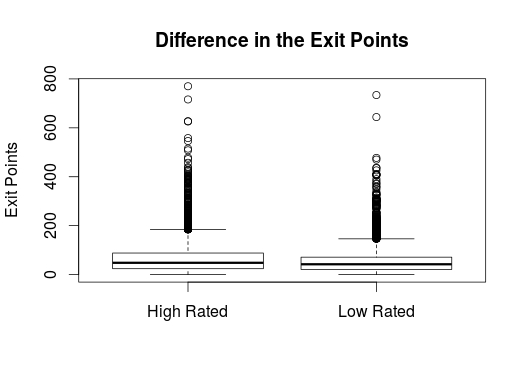 Difference in the Exit Points
Exit Points
800
600
400
200
0
High Rated
Low Rated